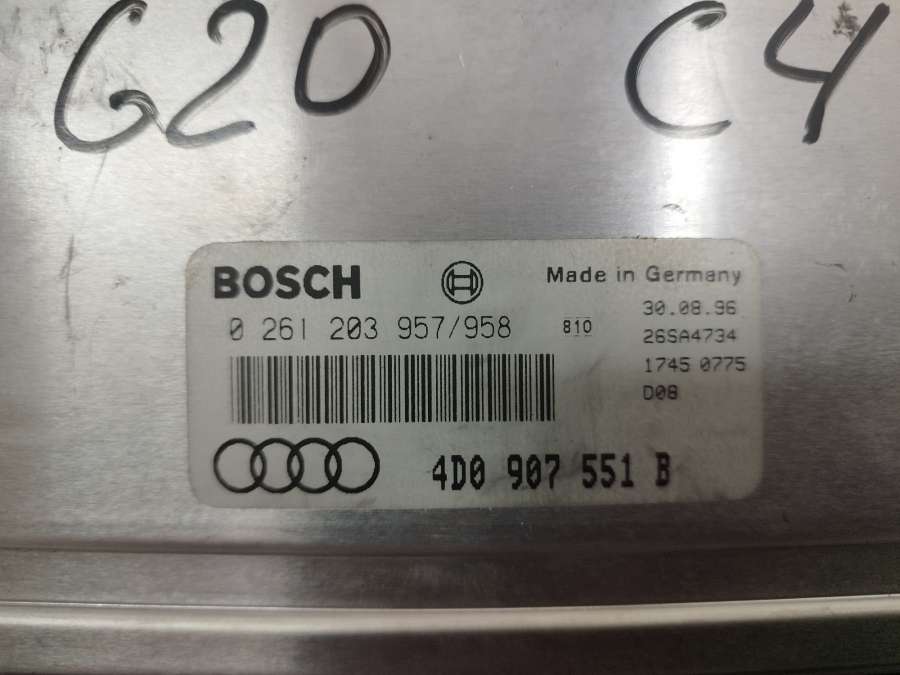 G20 C4
BOSCH Made in Germany
0 261 203 957/958 810 30.08.96
26SA4734
1745 0775
D08
4D0 907 551 B